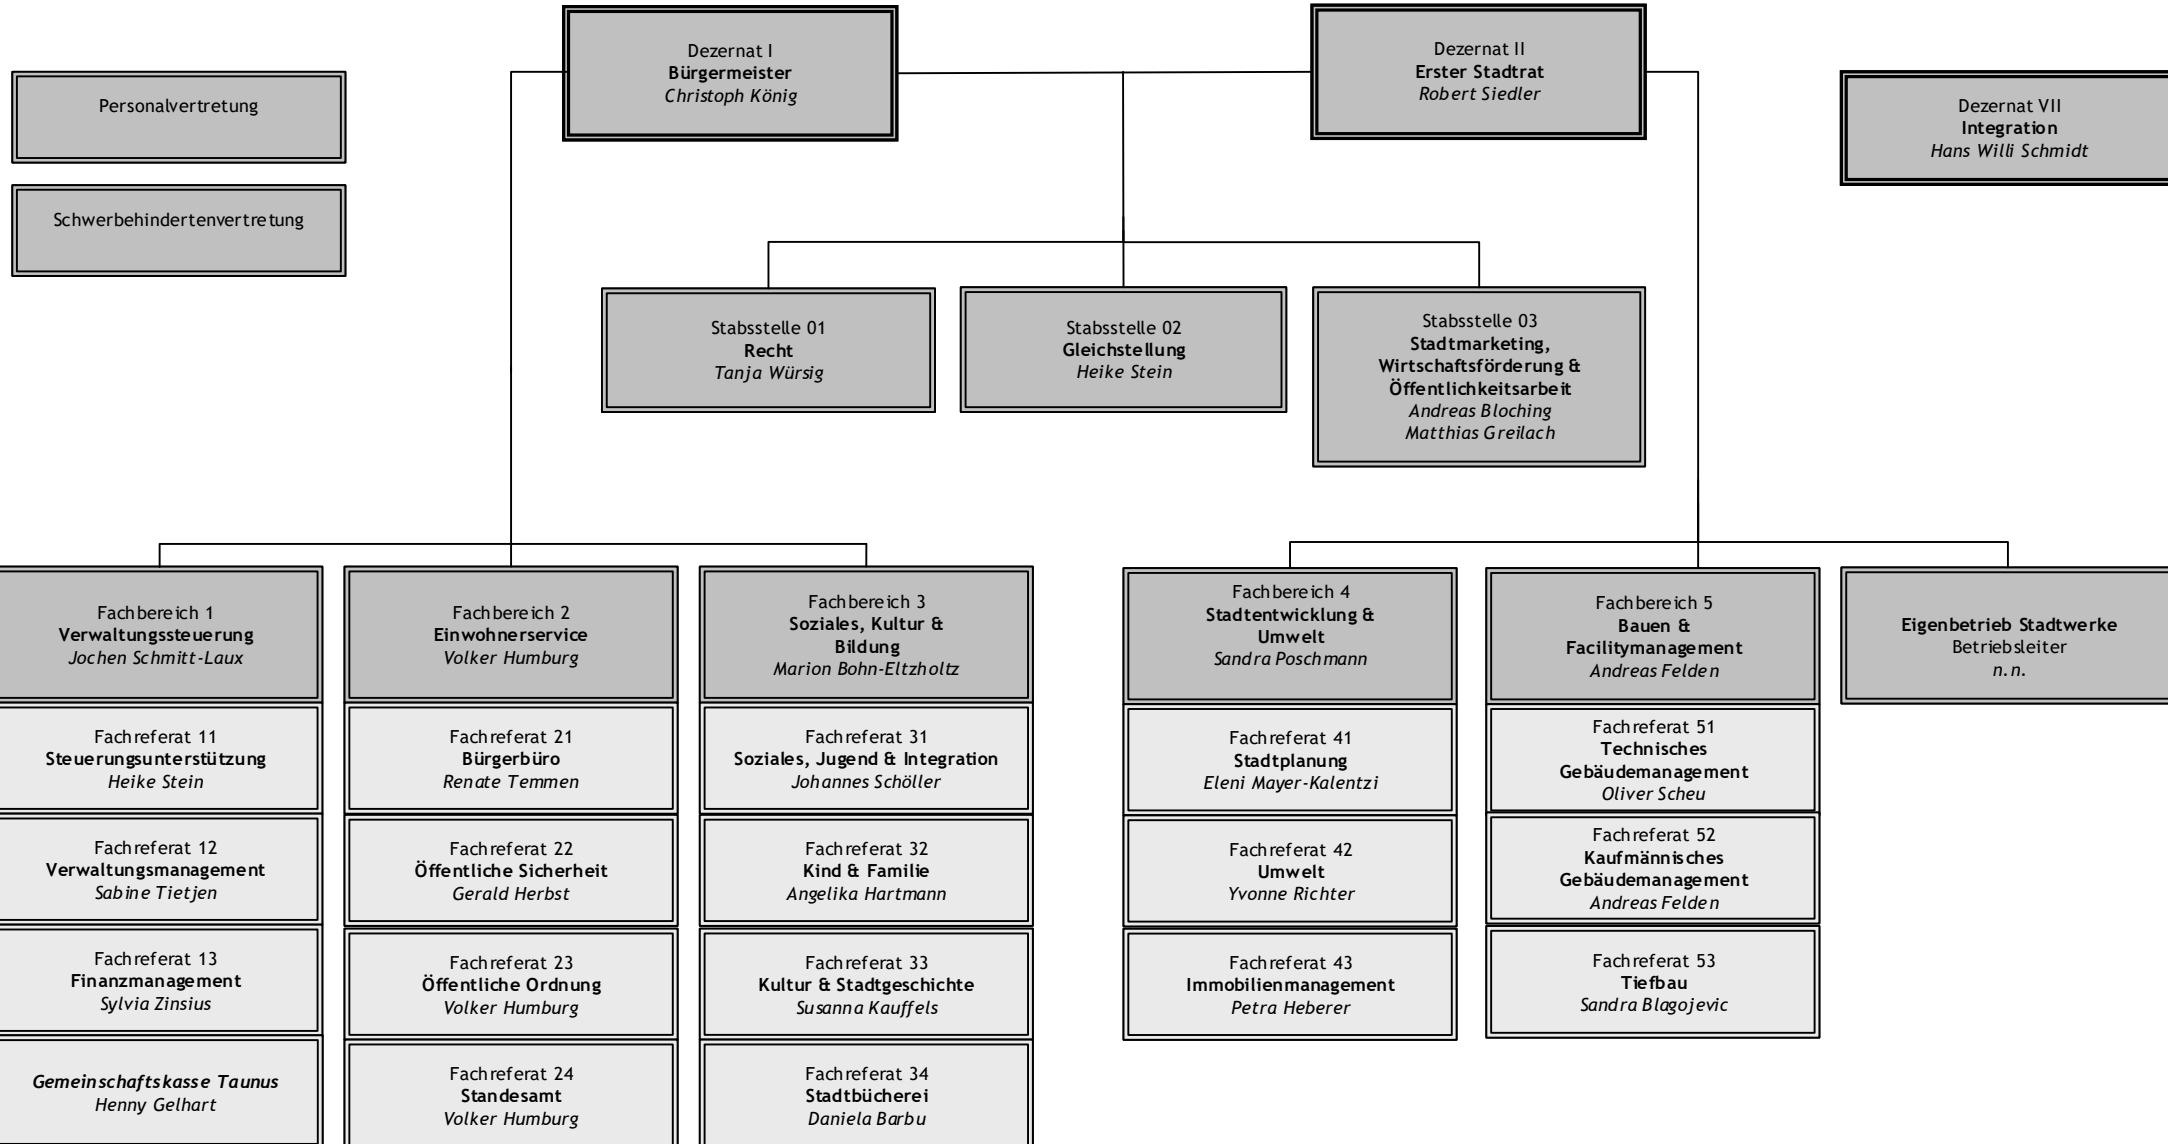 Dezernat I
Bürgermeister
Christoph König
Dezernat II
Erster Stadtrat
Robert Siedler
Personalvertretung
Schwerbehindertenvertretung
Dezernat VII
Integration
Hans Willi Schmidt
Stabsstelle 01
Recht
Tanja Würsig
Stabsstelle 02
Gleichstellung
Heike Stein
Stabsstelle 03
Stadtmarketing,
Wirtschaftsförderung &
Öffentlichkeitsarbeit
Andreas Bloching
Matthias Greilach
Fachbereich 1
Verwaltungssteuerung
Jochen Schmitt-Laux
Fachreferat 11
Steuerungsunterstützung
Heike Stein
Fachreferat 12
Verwaltungsmanagement
Sabine Tietjen
Fachreferat 13
Finanzmanagement
Sylvia Zinsius
Gemeinschaftskasse Taunus
Henny Gelhart
Fachbereich 2
Einwohnerservice
Volker Humburg
Fachreferat 21
Bürgerbüro
Renate Temmen
Fachreferat 22
Öffentliche Sicherheit
Gerald Herbst
Fachreferat 23
Öffentliche Ordnung
Volker Humburg
Fachreferat 24
Standesamt
Volker Humburg
Fachbereich 3
Soziales, Kultur &
Bildung
Marion Bohn-Eltzholtz
Fachreferat 31
Soziales, Jugend & Integration
Johannes Schöller
Fachreferat 32
Kind & Familie
Angelika Hartmann
Fachreferat 33
Kultur & Stadtgeschichte
Susanna Kauffels
Fachreferat 34
Stadtbücherei
Daniela Barbu
Fachbereich 4
Stadtentwicklung &
Umwelt
Sandra Poschmann
Fachreferat 41
Stadtplanung
Eleni Mayer-Kalentzi
Fachreferat 42
Umwelt
Yvonne Richter
Fachreferat 43
Immobilienmanagement
Petra Heberer
Fachbereich 5
Bauen &
Facilitymanagement
Andreas Felden
Fachreferat 51
Technisches
Gebäudemanagement
Oliver Scheu
Fachreferat 52
Kaufmännisches
Gebäudemanagement
Andreas Felden
Fachreferat 53
Tiefbau
Sandra Blagojevic
Eigenbetrieb Stadtwerke
Betriebsleiter
n.n.